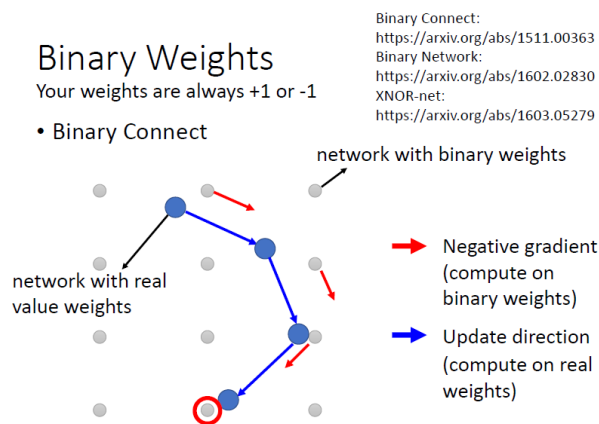 Binary Weights
Your weights are always +1 or -1
Binary Connect:
https://arxiv.org/abs/1511.00363
Binary Network:
https://arxiv.org/abs/1602.02830
XNOR-net:
https://arxiv.org/abs/1603.05279
• Binary Connect
network with binary weights
network with real
value weights
Negative gradient
(compute on
binary weights)
Update direction
(compute on real
weights)